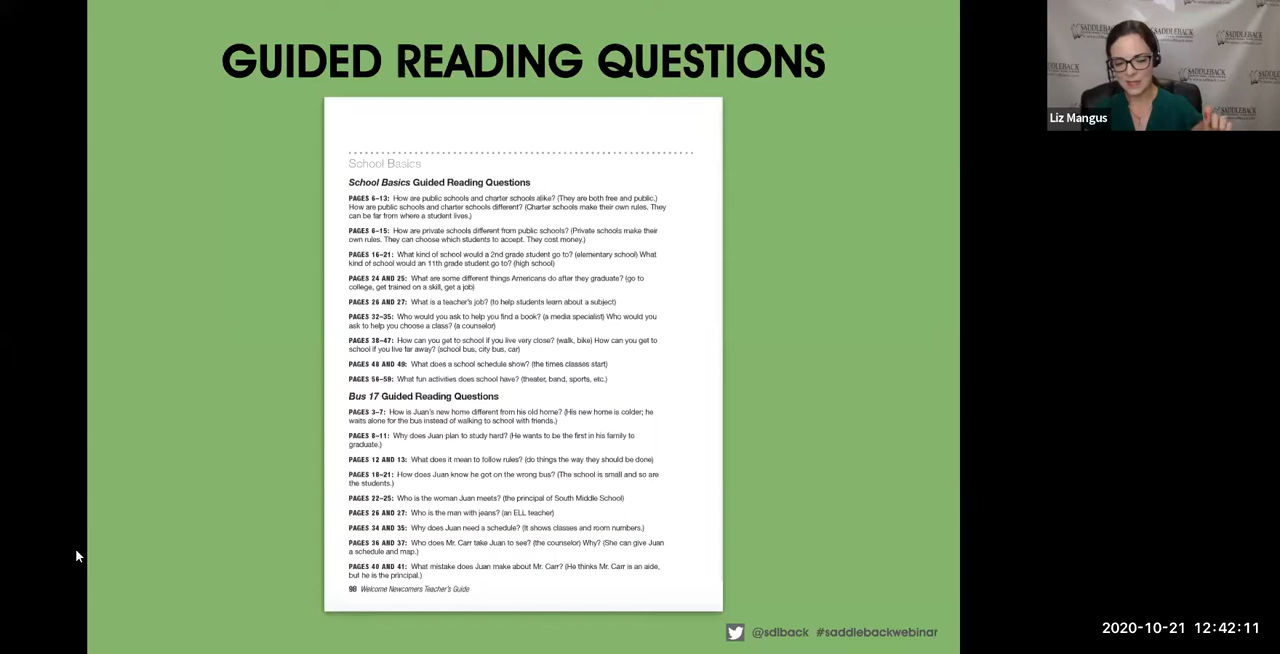 GUIDED READING QUESTIONS
School Basics
School Basics Guided Reading Questions
PAGES 6–13: How are public schools and charter schools alike? (They are both free and public.)
How are public schools and charter schools different? (Charter schools make their own rules. They
can be far from where a student lives.)
PAGES 6–15: How are private schools different from public schools? (Private schools make their
own rules. They can choose which students to accept. They cost money.)
PAGES 16–21: What kind of school would a 2nd grade student go to? (elementary school) What
kind of school would an 11th grade student go to? (high school)
PAGES 24 AND 25: What are some different things Americans do after they graduate? (go to
college, get trained on a skill, get a job)
PAGES 26 AND 27: What is a teacher's job? (to help students learn about a subject)
PAGES 32–35: Who would you ask to help you find a book? (a media specialist) Who would you
ask to help you choose a class? (a counselor)
PAGES 38–47: How can you get to school if you live very close? (walk, bike) How can you get to
school if you live far away? (school bus, city bus, car)
PAGES 48 AND 49: What does a school schedule show? (the times classes start)
PAGES 56–59: What fun activities does school have? (theater, band, sports, etc.)
Bus 17 Guided Reading Questions
PAGES 3–7: How is Juan's new home different from his old home? (His new home is colder; he
waits alone for the bus instead of walking to school with friends.)
PAGES 8–11: Why does Juan plan to study hard? (He wants to be the first in his family to
graduate.)
PAGES 12 AND 13: What does it mean to follow rules? (do things the way they should be done)
PAGES 18–21: How does Juan know he got on the wrong bus? (The school is small and so are
the students.)
PAGES 22–25: Who is the woman Juan meets? (the principal of South Middle School)
PAGES 26 AND 27: Who is the man with jeans? (an ELL teacher)
PAGES 34 AND 35: Why does Juan need a schedule? (It shows classes and room numbers.)
PAGES 36 AND 37: Who does Mr. Carr take Juan to see? (the counselor) Why? (She can give Juan
a schedule and map.)
PAGES 40 AND 41: What mistake does Juan make about Mr. Carr? (He thinks Mr. Carr is an aide,
but he is the principal.)
98 Welcome Newcomers Teacher's Guide
@sdlback #saddlebackwebinar
SADDLEBACK
Liz Mangus
2020-10-21 12:42:11